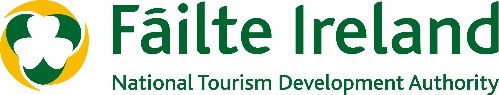 Fáilte Ireland
National Tourism Development Authority